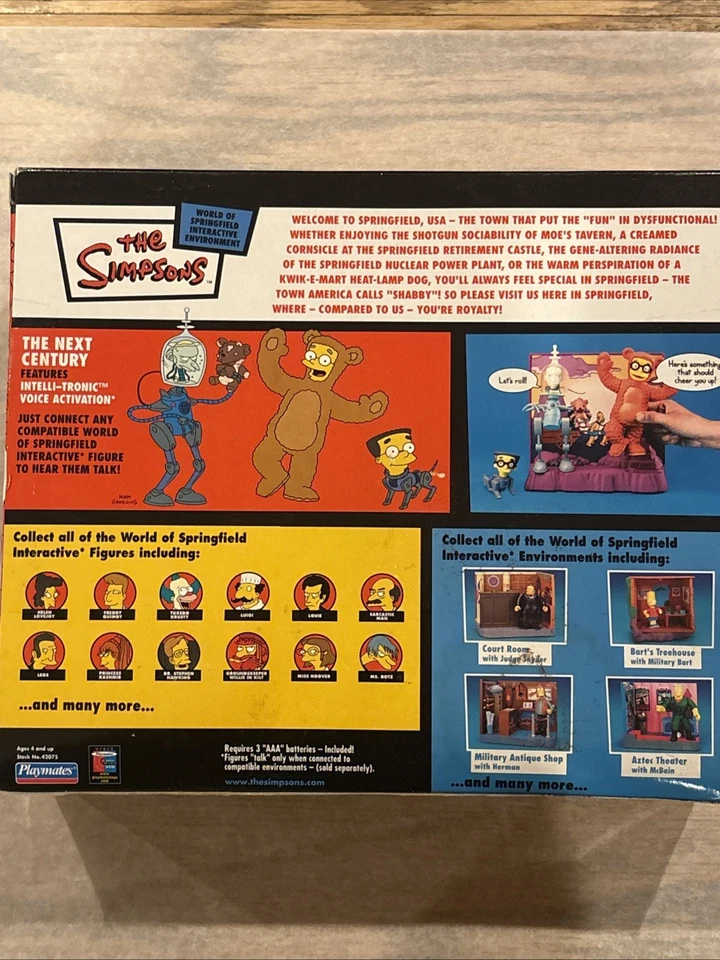 WORLD OF
SPRINGFIELD
INTERACTIVE
ENVIRONMENT
THE
SIMPSONS
TM
WELCOME TO SPRINGFIELD, USA – THE TOWN THAT PUT THE "FUN" IN DYSFUNCTIONAL!
WHETHER ENJOYING THE SHOTGUN SOCIABILITY OF MOE'S TAVERN, A CREAMED
CORNSICLE AT THE SPRINGFIELD RETIREMENT CASTLE, THE GENE-ALTERING RADIANCE
OF THE SPRINGFIELD NUCLEAR POWER PLANT, OR THE WARM PERSPIRATION OF A
KWIK-E-MART HEAT-LAMP DOG, YOU'LL ALWAYS FEEL SPECIAL IN SPRINGFIELD – THE
TOWN AMERICA CALLS "SHABBY"! SO PLEASE VISIT US HERE IN SPRINGFIELD,
WHERE – COMPARED TO US – YOU'RE ROYALTY!
THE NEXT
CENTURY
FEATURES
INTELLI-TRONIC™
VOICE ACTIVATION*
JUST CONNECT ANY
COMPATIBLE WORLD
OF SPRINGFIELD
INTERACTIVE* FIGURE
TO HEAR THEM TALK!
MATT
GROENING
Let's roll!
Here's something
that should
cheer you up!
Collect all of the World of Springfield
Interactive* Figures including:
HELEN
LOVEJOY
FREDDY
QUIMBY
TUXEDO
KRUSTY
LUIGI
LOUIE
SARCASTIC
MAN
LEGS
PRINCESS
KASHMIR
DR. STEPHEN
HAWKING
GROUNDSKEEPER
WILLIE IN KILT
MISS HOOVER
MS. BOTZ
...and many more...
Collect all of the World of Springfield
Interactive* Environments including:
Court Room
with Judge Snyder
Bart's Treehouse
with Military Bart
Military Antique Shop
with Herman
Aztec Theater
with McBain
...and many more...
Ages 4 and up
Stock No. 42075
Playmates
Requires 3 "AAA" batteries – Included!
*Figures "talk" only when connected to
compatible environments – (sold separately).
www.thesimpsons.com